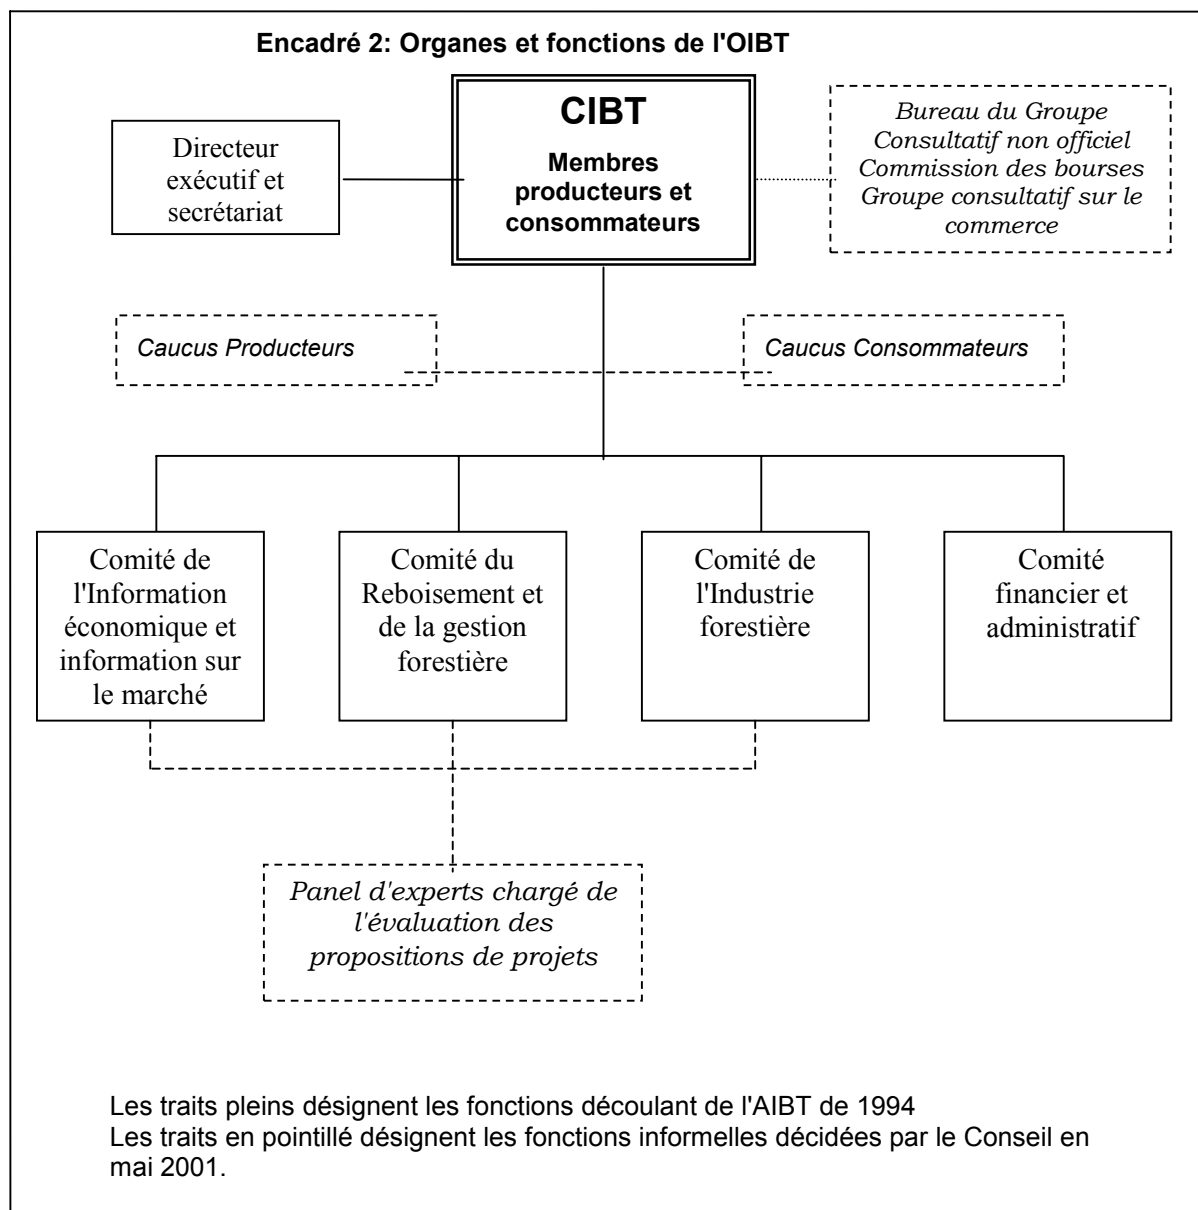 Encadré 2: Organes et fonctions de l'OIBT
Directeur
exécutif et
secrétariat
CIBT
Membres
producteurs et
consommateurs
Bureau du Groupe
Consultatif non officiel
Commission des bourses
Groupe consultatif sur le
commerce
Caucus Producteurs
Caucus Consommateurs
Comité de
l'Information
économique et
information sur
le marché
Comité du
Reboisement et
de la gestion
forestière
Comité de
l'Industrie
forestière
Comité
financier et
administratif
Panel d'experts chargé de
l'évaluation des
propositions de projets
Les traits pleins désignent les fonctions découlant de l'AIBT de 1994
Les traits en pointillé désignent les fonctions informelles décidées par le Conseil en
mai 2001.